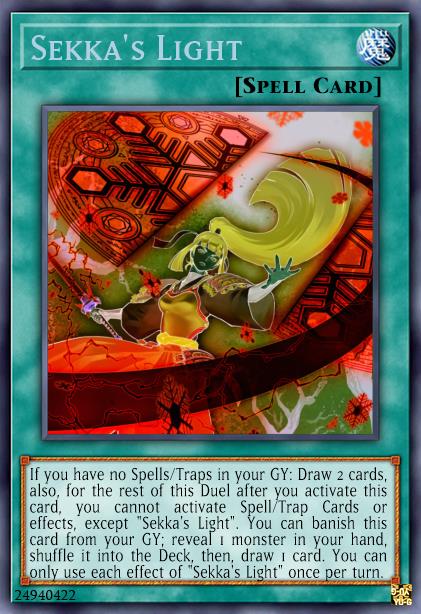 Sekka's Light
魔
[Spell Card]
If you have no Spells/Traps in your GY: Draw 2 cards,
also, for the rest of this Duel after you activate this
card, you cannot activate Spell/Trap Cards or
effects, except "Sekka's Light". You can banish this
card from your GY; reveal 1 monster in your hand,
shuffle it into the Deck, then, draw 1 card. You can
only use each effect of "Sekka's Light" once per turn.
24940422